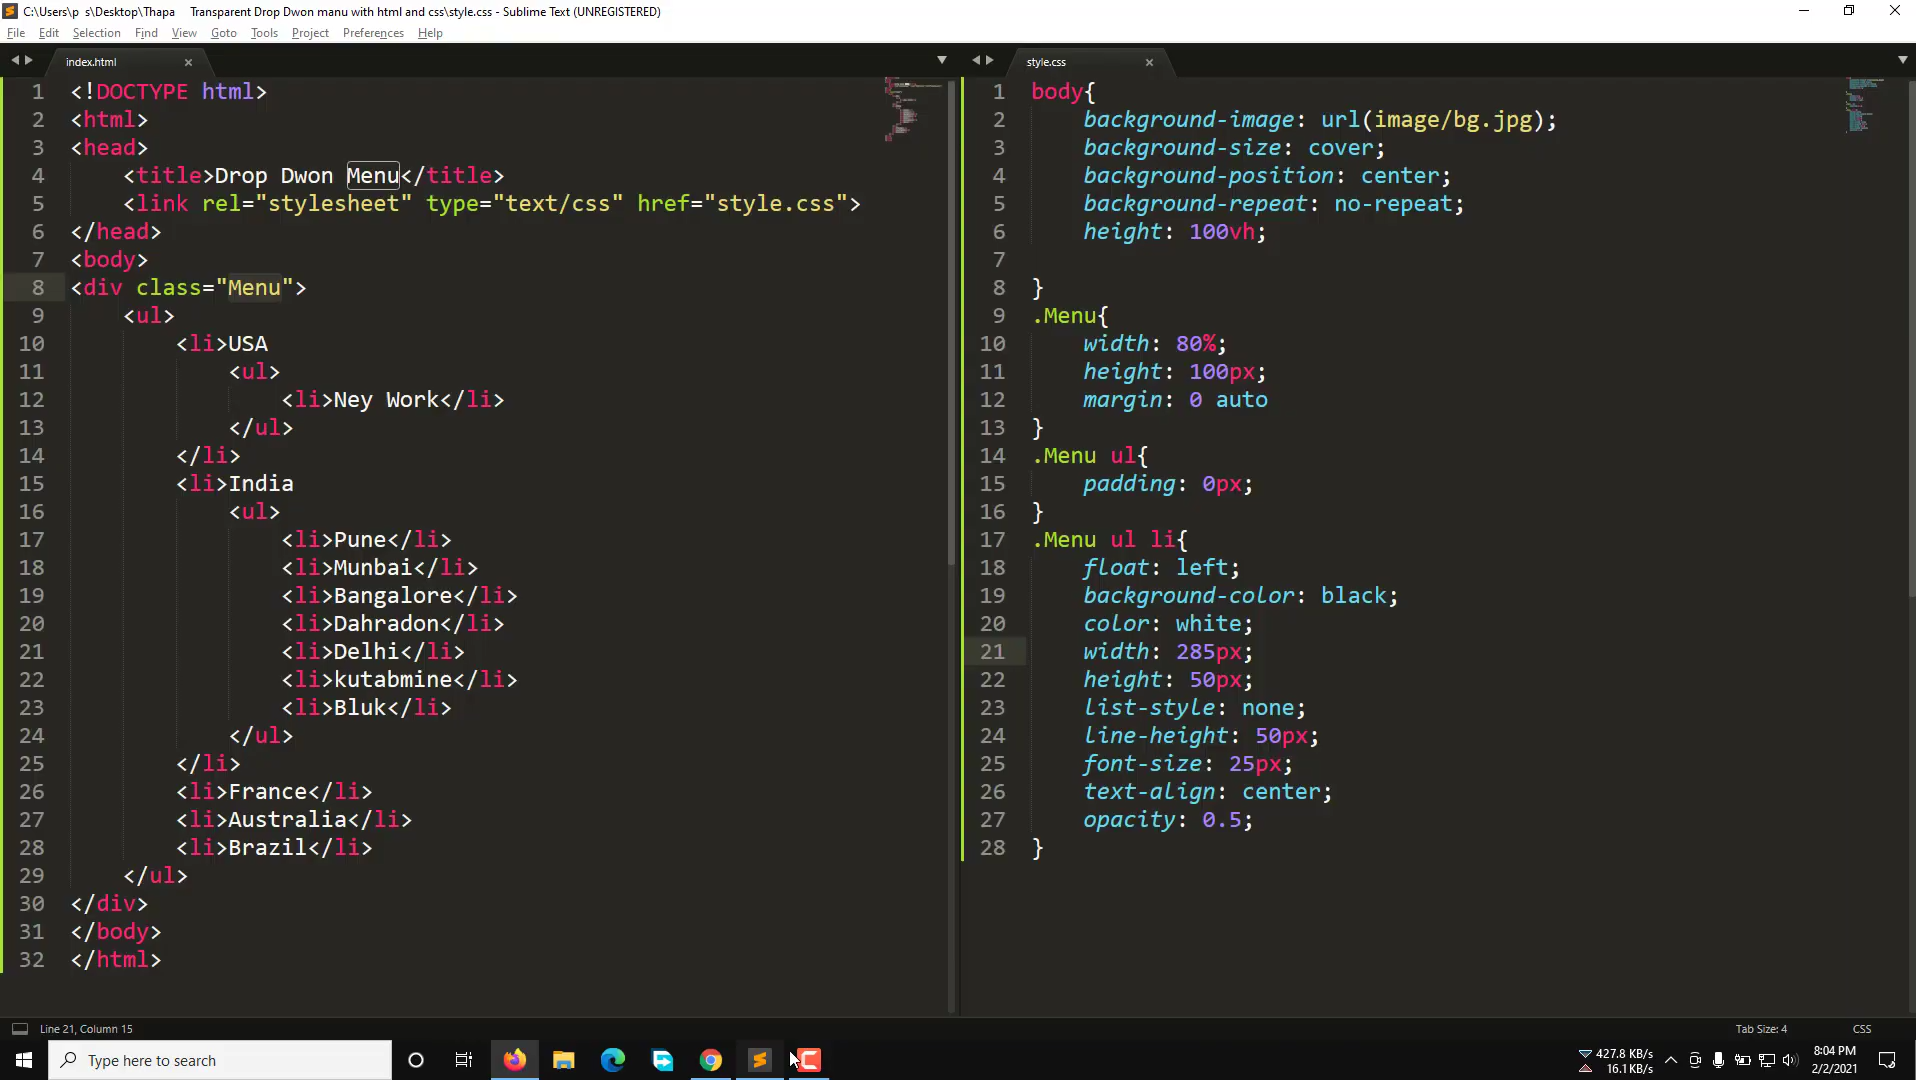 C:\Users\p s\Desktop\Thapa Transparent Drop Dwon manu with html and css\style.css - Sublime Text (UNREGISTERED)
File Edit Selection Find View Goto Tools Project Preferences Help
index.html
1 <!DOCTYPE html>
2 <html>
3 <head>
4 <title>Drop Dwon Menu</title>
5 <link rel="stylesheet" type="text/css" href="style.css">
6 </head>
7 <body>
8 <div class="Menu">
9 <ul>
10 <li>USA
11 <ul>
12 <li>Ney Work</li>
13 </ul>
14 </li>
15 <li>India
16 <ul>
17 <li>Pune</li>
18 <li>Munbai</li>
19 <li>Bangalore</li>
20 <li>Dahradon</li>
21 <li>Delhi</li>
22 <li>kutabmine</li>
23 <li>Bluk</li>
24 </ul>
25 </li>
26 <li>France</li>
27 <li>Australia</li>
28 <li>Brazil</li>
29 </ul>
30 </div>
31 </body>
32 </html>
style.css
1 body{
2 background-image: url(image/bg.jpg);
3 background-size: cover;
4 background-position: center;
5 background-repeat: no-repeat;
6 height: 100vh;
7
8 }
9 .Menu{
10 width: 80%;
11 height: 100px;
12 margin: 0 auto
13 }
14 .Menu ul{
15 padding: 0px;
16 }
17 .Menu ul li{
18 float: left;
19 background-color: black;
20 color: white;
21 width: 285px;
22 height: 50px;
23 list-style: none;
24 line-height: 50px;
25 font-size: 25px;
26 text-align: center;
27 opacity: 0.5;
28 }
Line 21, Column 15
Tab Size: 4
CSS
Type here to search
427.8 KB/s
16.1 KB/s
8:04 PM
2/2/2021